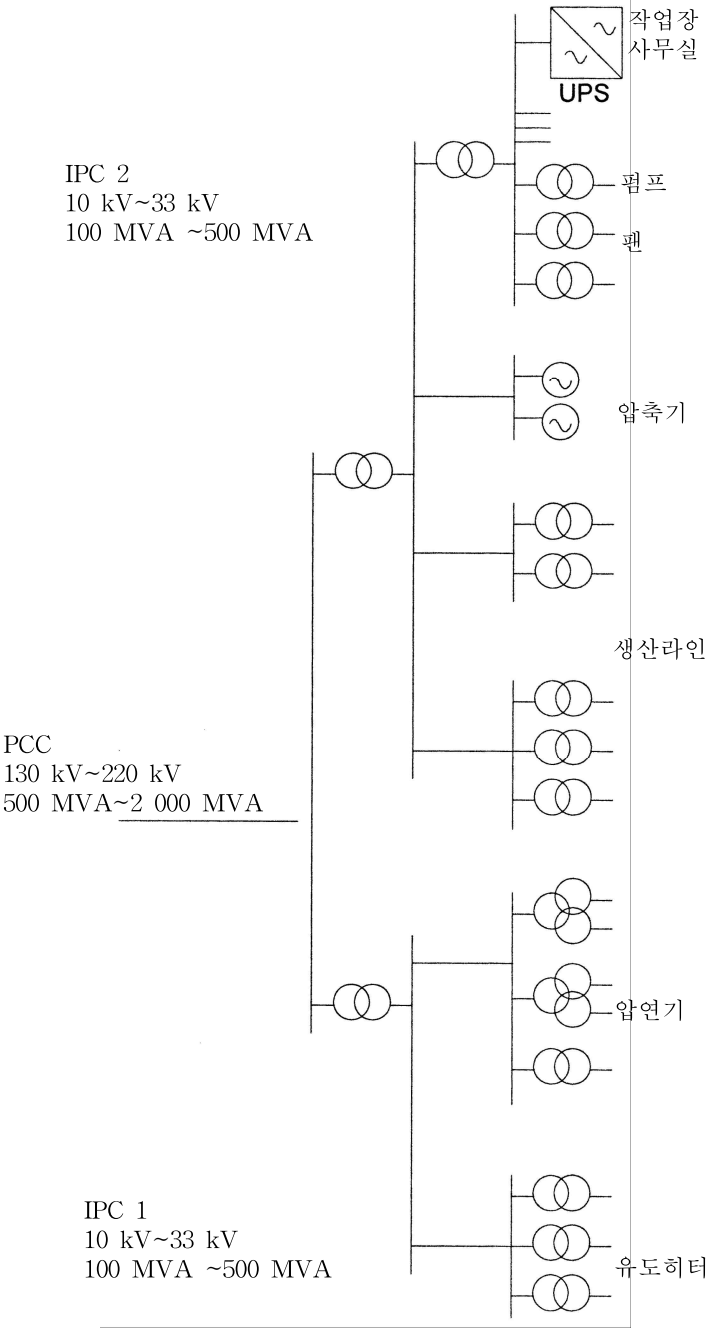 작업장
사무실
UPS
IPC 2
10 kV~33 kV
100 MVA ~500 MVA
펌프
팬
압축기
생산라인
PCC
130 kV~220 kV
500 MVA~2 000 MVA
압연기
IPC 1
10 kV~33 kV
100 MVA ~500 MVA
유도히터